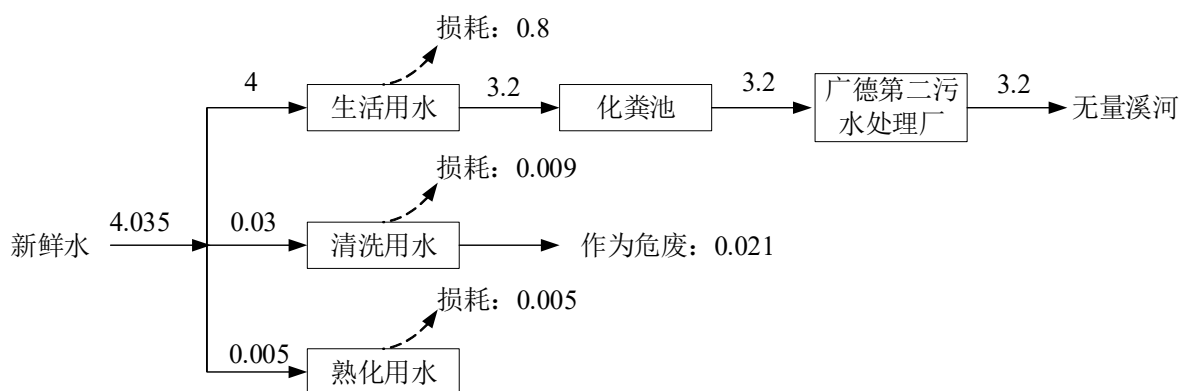 损耗：0.8
4
生活用水
3.2
化粪池
3.2
广德第二污
水处理厂
3.2
无量溪河
损耗：0.009
新鲜水
4.035
0.03
清洗用水
作为危废：0.021
损耗：0.005
0.005
熟化用水